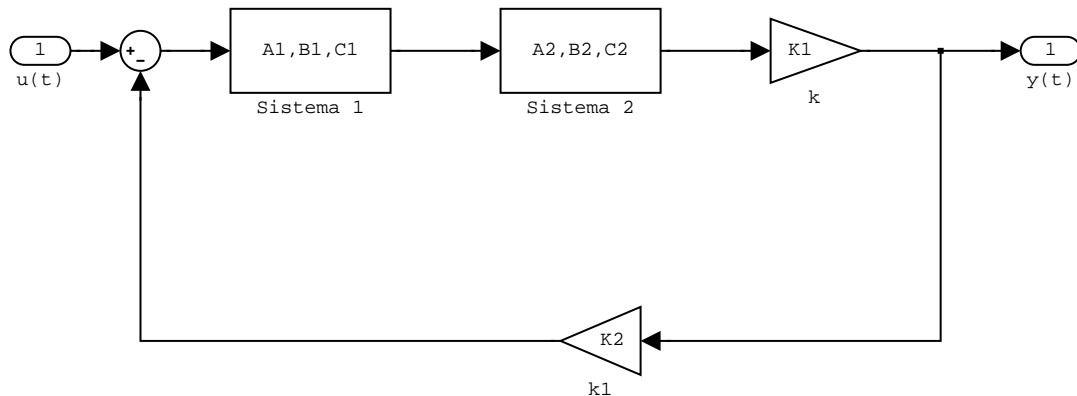 1
u(t)
+
-
A1,B1,C1
Sistema 1
A2,B2,C2
Sistema 2
K1
k
1
y(t)
K2
k1